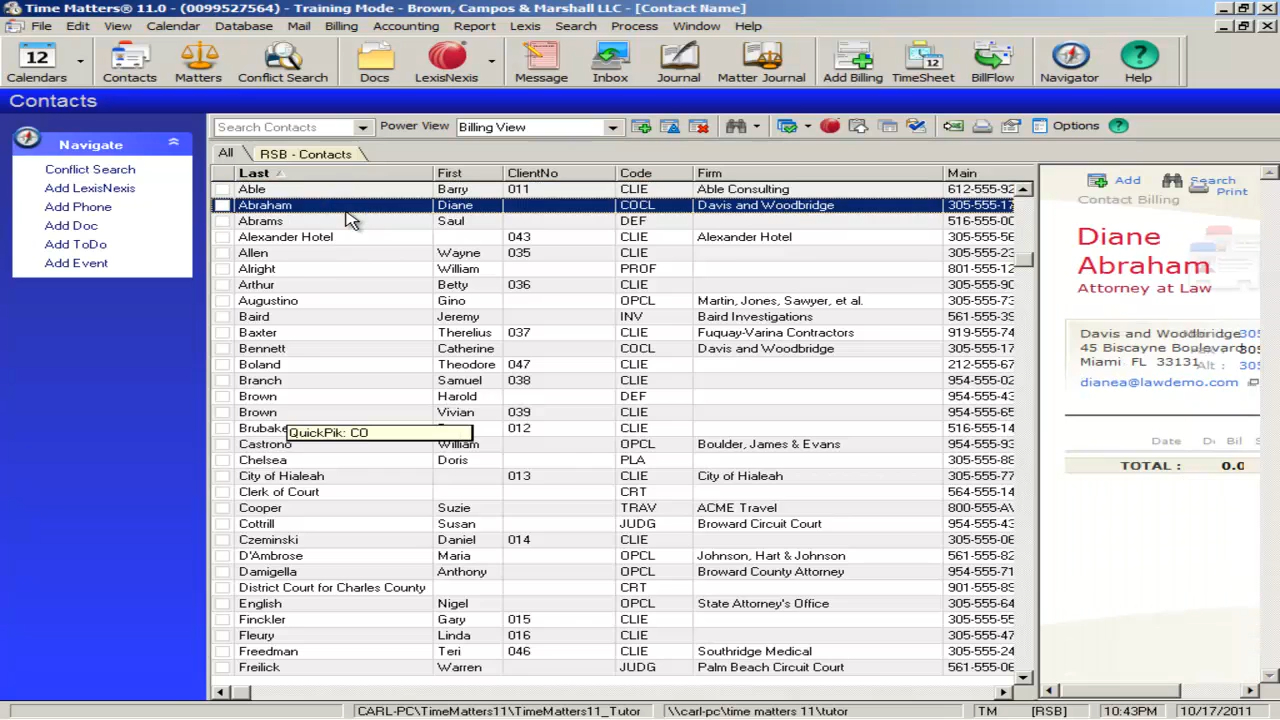 Time Matters® 11.0 - (0099527564) - Training Mode - Brown, Campos & Marshall LLC - [Contact Name]
File Edit View Calendar Database Mail Billing Accounting Report Lexis Search Process Window Help
12
12
Calendars Contacts Matters Conflict Search Docs LexisNexis Message Inbox Journal Matter Journal Add Billing TimeSheet BillFlow Navigator Help
Contacts
Navigate
Conflict Search
Add LexisNexis
Add Phone
Add Doc
Add ToDo
Add Event
Search Contacts Power View Billing View Options
All RSB - Contacts
Last First ClientNo Code Firm Main
Able Barry 011 CLIE Able Consulting 612-555-92
Abraham Diane COCL Davis and Woodbridge 305-555-17
Abrams Saul DEF 516-555-00
Alexander Hotel 043 CLIE Alexander Hotel 305-555-56
Allen Wayne 035 CLIE 305-555-23
Alright William PROF 801-555-12
Arthur Betty 036 CLIE 305-555-90
Augustino Gino OPCL Martin, Jones, Sawyer, et al. 305-555-73
Baird Jeremy INV Baird Investigations 561-555-39
Baxter Therelius 037 CLIE Fuquay-Varina Contractors 919-555-74
Bennett Catherine COCL Davis and Woodbridge 305-555-17
Boland Theodore 047 CLIE 212-555-67
Branch Samuel 038 CLIE 954-555-02
Brown Harold DEF 954-555-43
Brown Vivian 039 CLIE 954-555-65
Brubake 012 CLIE 516-555-14
QuickPik: CO
Castrono William CLIE Boulder, James & Evans 954-555-93
Chelsea Doris PLA 305-555-88
City of Hialeah 013 CLIE City of Hialeah 305-555-77
Clerk of Court CRT 564-555-14
Cooper Suzie TRAV ACME Travel 800-555-AV
Cottrill Susan JUDG Broward Circuit Court 954-555-43
Czeminski Daniel 014 CLIE 305-555-06
D'Ambrose Maria OPCL Johnson, Hart & Johnson 561-555-82
Damigella Anthony OPCL Broward County Attorney 954-555-71
District Court for Charles County CRT 901-555-89
English Nigel OPCL State Attorney's Office 305-555-64
Finckler Gary 015 CLIE 305-555-55
Fleury Linda 016 CLIE 305-555-47
Freedman Teri 046 CLIE Southridge Medical 305-555-24
Freilick Warren JUDG Palm Beach Circuit Court 561-555-06
Add Search Print
Contact Billing
Diane
Abraham
Attorney at Law
Davis and Woodbridge 305
45 Biscayne Boulevard 305
Miami FL 33131 Alt : 305
dianea@lawdemo.com
Date Di Bil
TOTAL : 0.0
CARL-PC\TimeMatters11\TimeMatters11_Tutor \\carl-pc\time matters 11\tutor TM [RSB] 10:43PM 10/17/2011